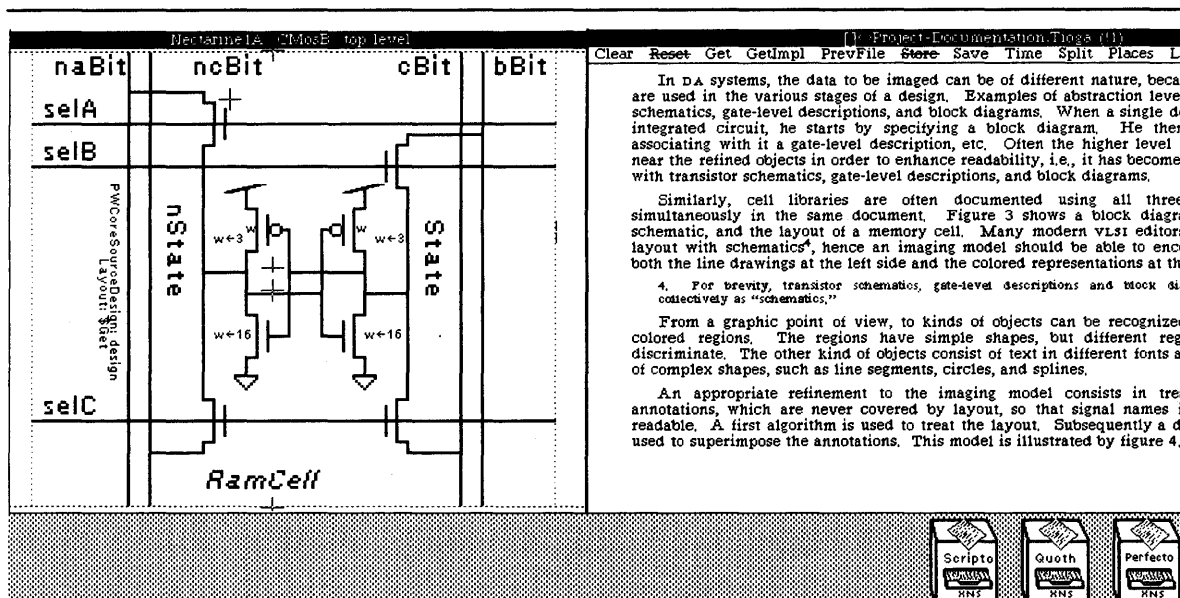 Nectarine1A CMosB top level
naBit ncBit cBit bBit
selA
selB
PWCoreSourceDesign: design
Layout: $Get
nState
State
w
w
w←3
w←3
w←16
w←16
selC
RamCell
Project-Documentation.Tioga (!1)
Clear Reset Get GetImpl PrevFile Store Save Time Split Places L
In DA systems, the data to be imaged can be of different nature, beca
are used in the various stages of a design. Examples of abstraction leve
schematics, gate-level descriptions, and block diagrams. When a single d
integrated circuit, he starts by specifying a block diagram. He ther
associating with it a gate-level description, etc. Often the higher level
near the refined objects in order to enhance readability, i.e., it has become
with transistor schematics, gate-level descriptions, and block diagrams.
Similarly, cell libraries are often documented using all three
simultaneously in the same document. Figure 3 shows a block diagra
schematic, and the layout of a memory cell. Many modern VLSI editors
layout with schematics⁴, hence an imaging model should be able to enc
both the line drawings at the left side and the colored representations at th
4. For brevity, transistor schematics, gate-level descriptions and block di
collectively as "schematics."
From a graphic point of view, to kinds of objects can be recognize
colored regions. The regions have simple shapes, but different reg
discriminate. The other kind of objects consist of text in different fonts a
of complex shapes, such as line segments, circles, and splines.
An appropriate refinement to the imaging model consists in trea
annotations, which are never covered by layout, so that signal names i
readable. A first algorithm is used to treat the layout. Subsequently a d
used to superimpose the annotations. This model is illustrated by figure 4.
Scripto Quoth Perfecto
XNS XNS XNS